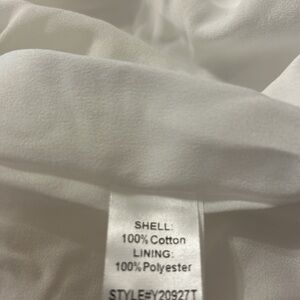 SHELL:
100% Cotton
LINING:
100% Polyester
STYLE#Y20927T